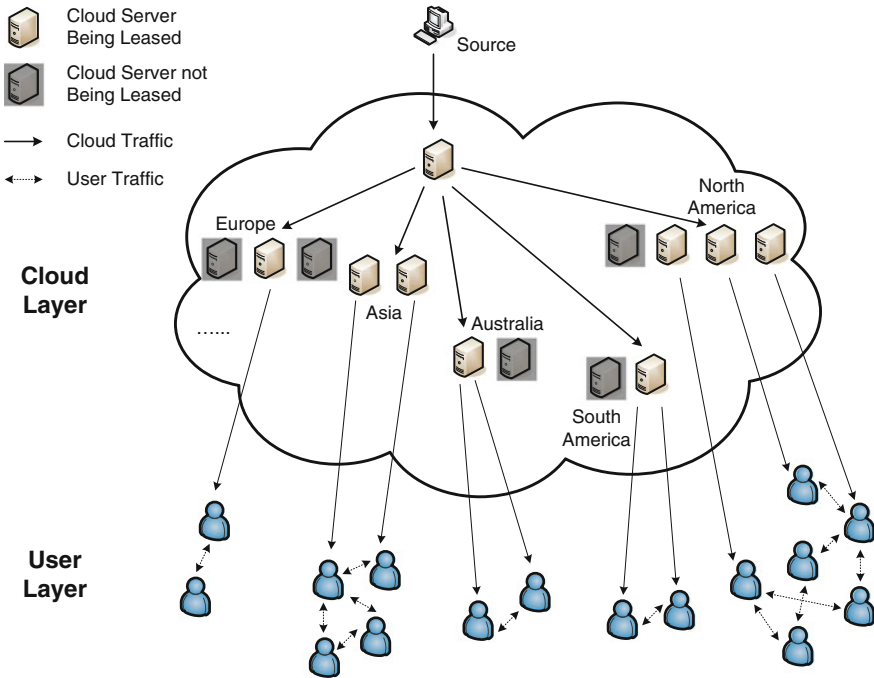 Cloud Server
Being Leased
Source
Cloud Server not
Being Leased
Cloud Traffic
User Traffic
North
America
Europe
Cloud
Layer
Asia
Australia
......
South
America
User
Layer